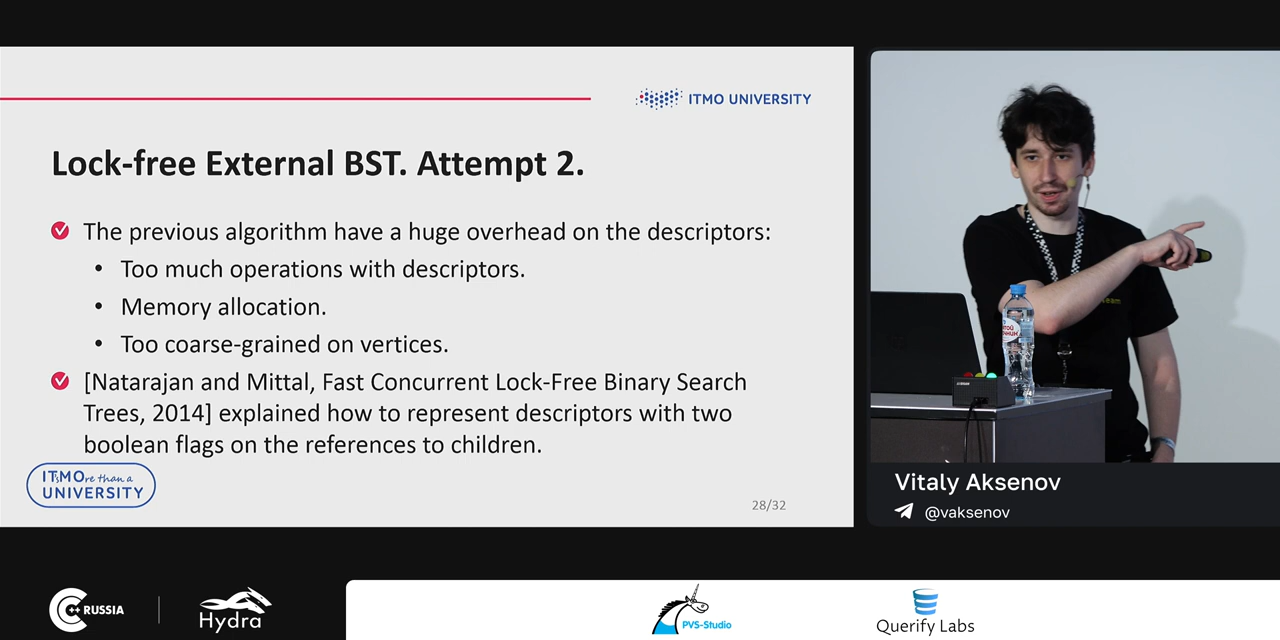 ITMO UNIVERSITY
Lock-free External BST. Attempt 2.
The previous algorithm have a huge overhead on the descriptors:
• Too much operations with descriptors.
• Memory allocation.
• Too coarse-grained on vertices.
[Natarajan and Mittal, Fast Concurrent Lock-Free Binary Search
Trees, 2014] explained how to represent descriptors with two
boolean flags on the references to children.
ITsMOre than a
UNIVERSITY
28/32
Vitaly Aksenov
@vaksenov
C++ RUSSIA
Hydra
PVS-Studio
Querify Labs